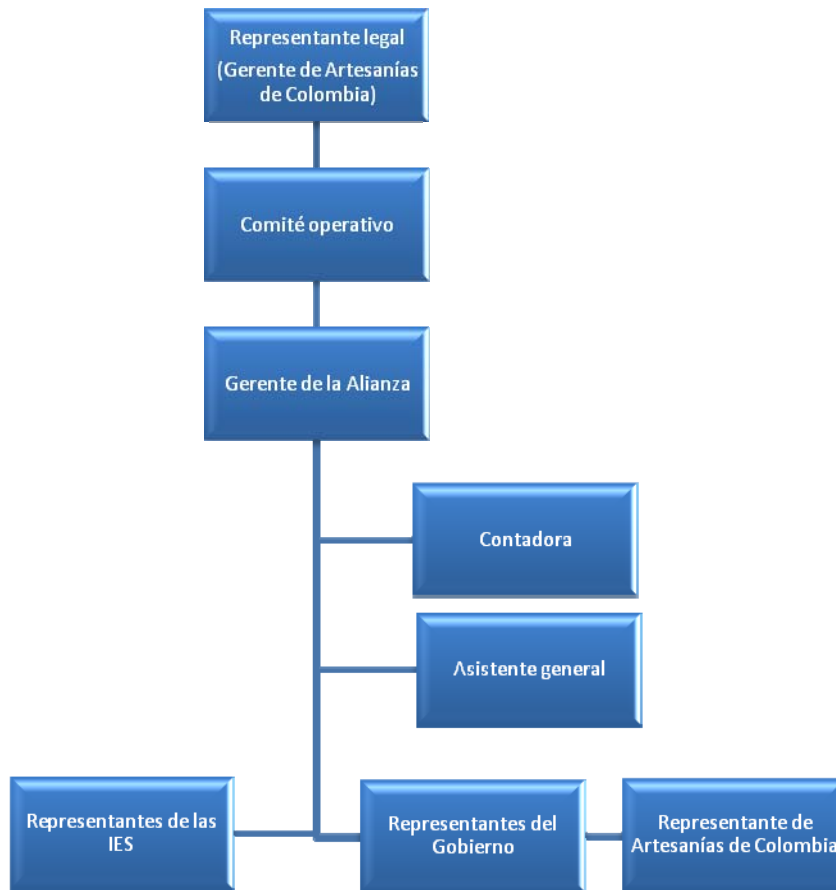 Representante legal
(Gerente de Artesanías
de Colombia)
Comité operativo
Gerente de la Alianza
Contadora
Asistente general
Representantes de las
IES
Representantes del
Gobierno
Representante de
Artesanías de Colombia